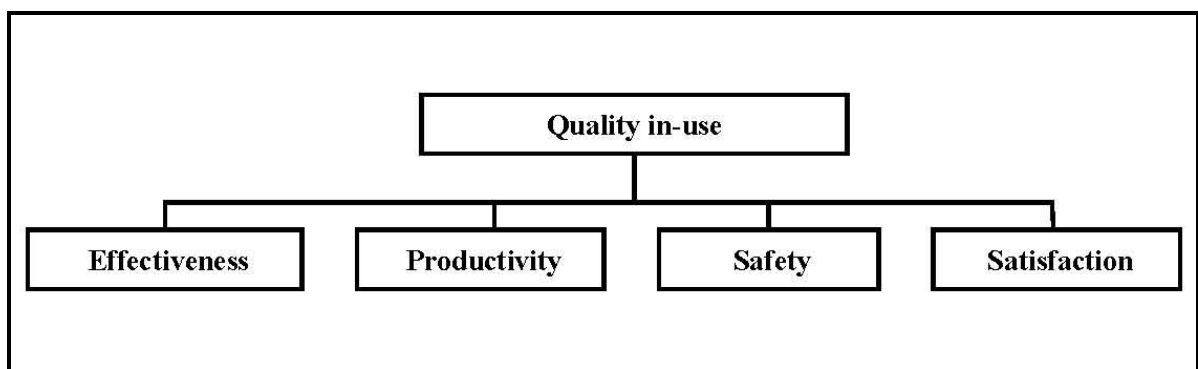 Quality in-use
Effectiveness
Productivity
Safety
Satisfaction